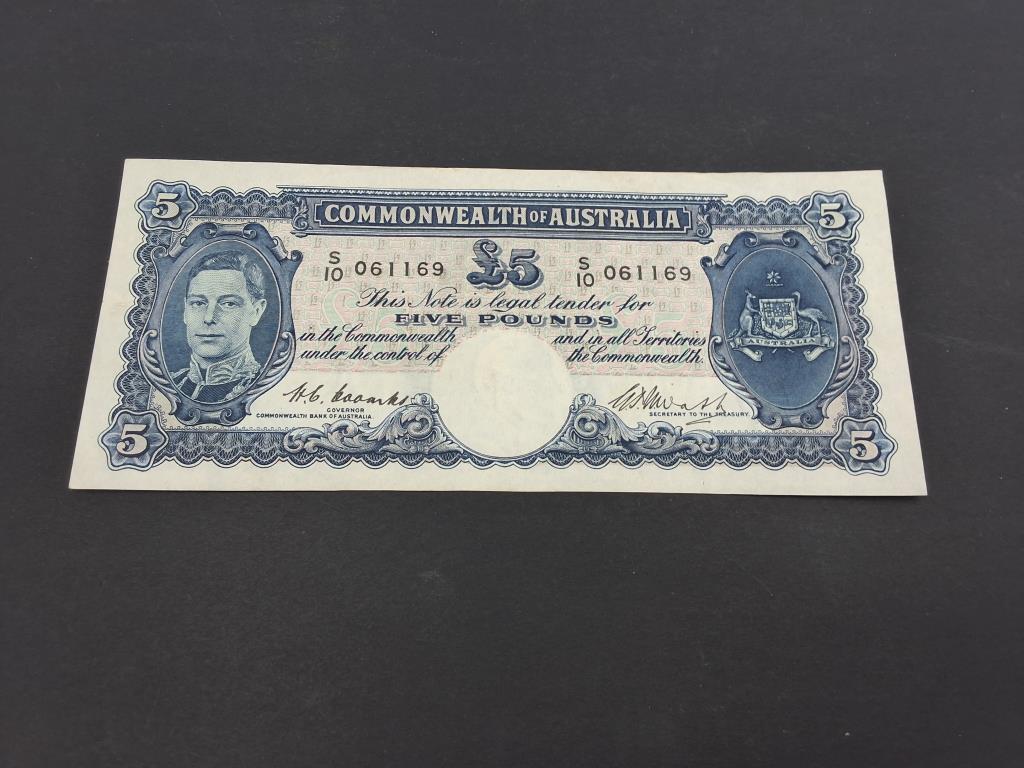 5 5
COMMONWEALTH OF AUSTRALIA
S/10 061169 £5 S/10 061169
This Note is legal tender for
FIVE POUNDS
in the Commonwealth and in all Territories
under the control of the Commonwealth.
AUSTRALIA
H.C. Coombs
GOVERNOR
COMMONWEALTH BANK OF AUSTRALIA.
SECRETARY TO THE TREASURY.
5 5